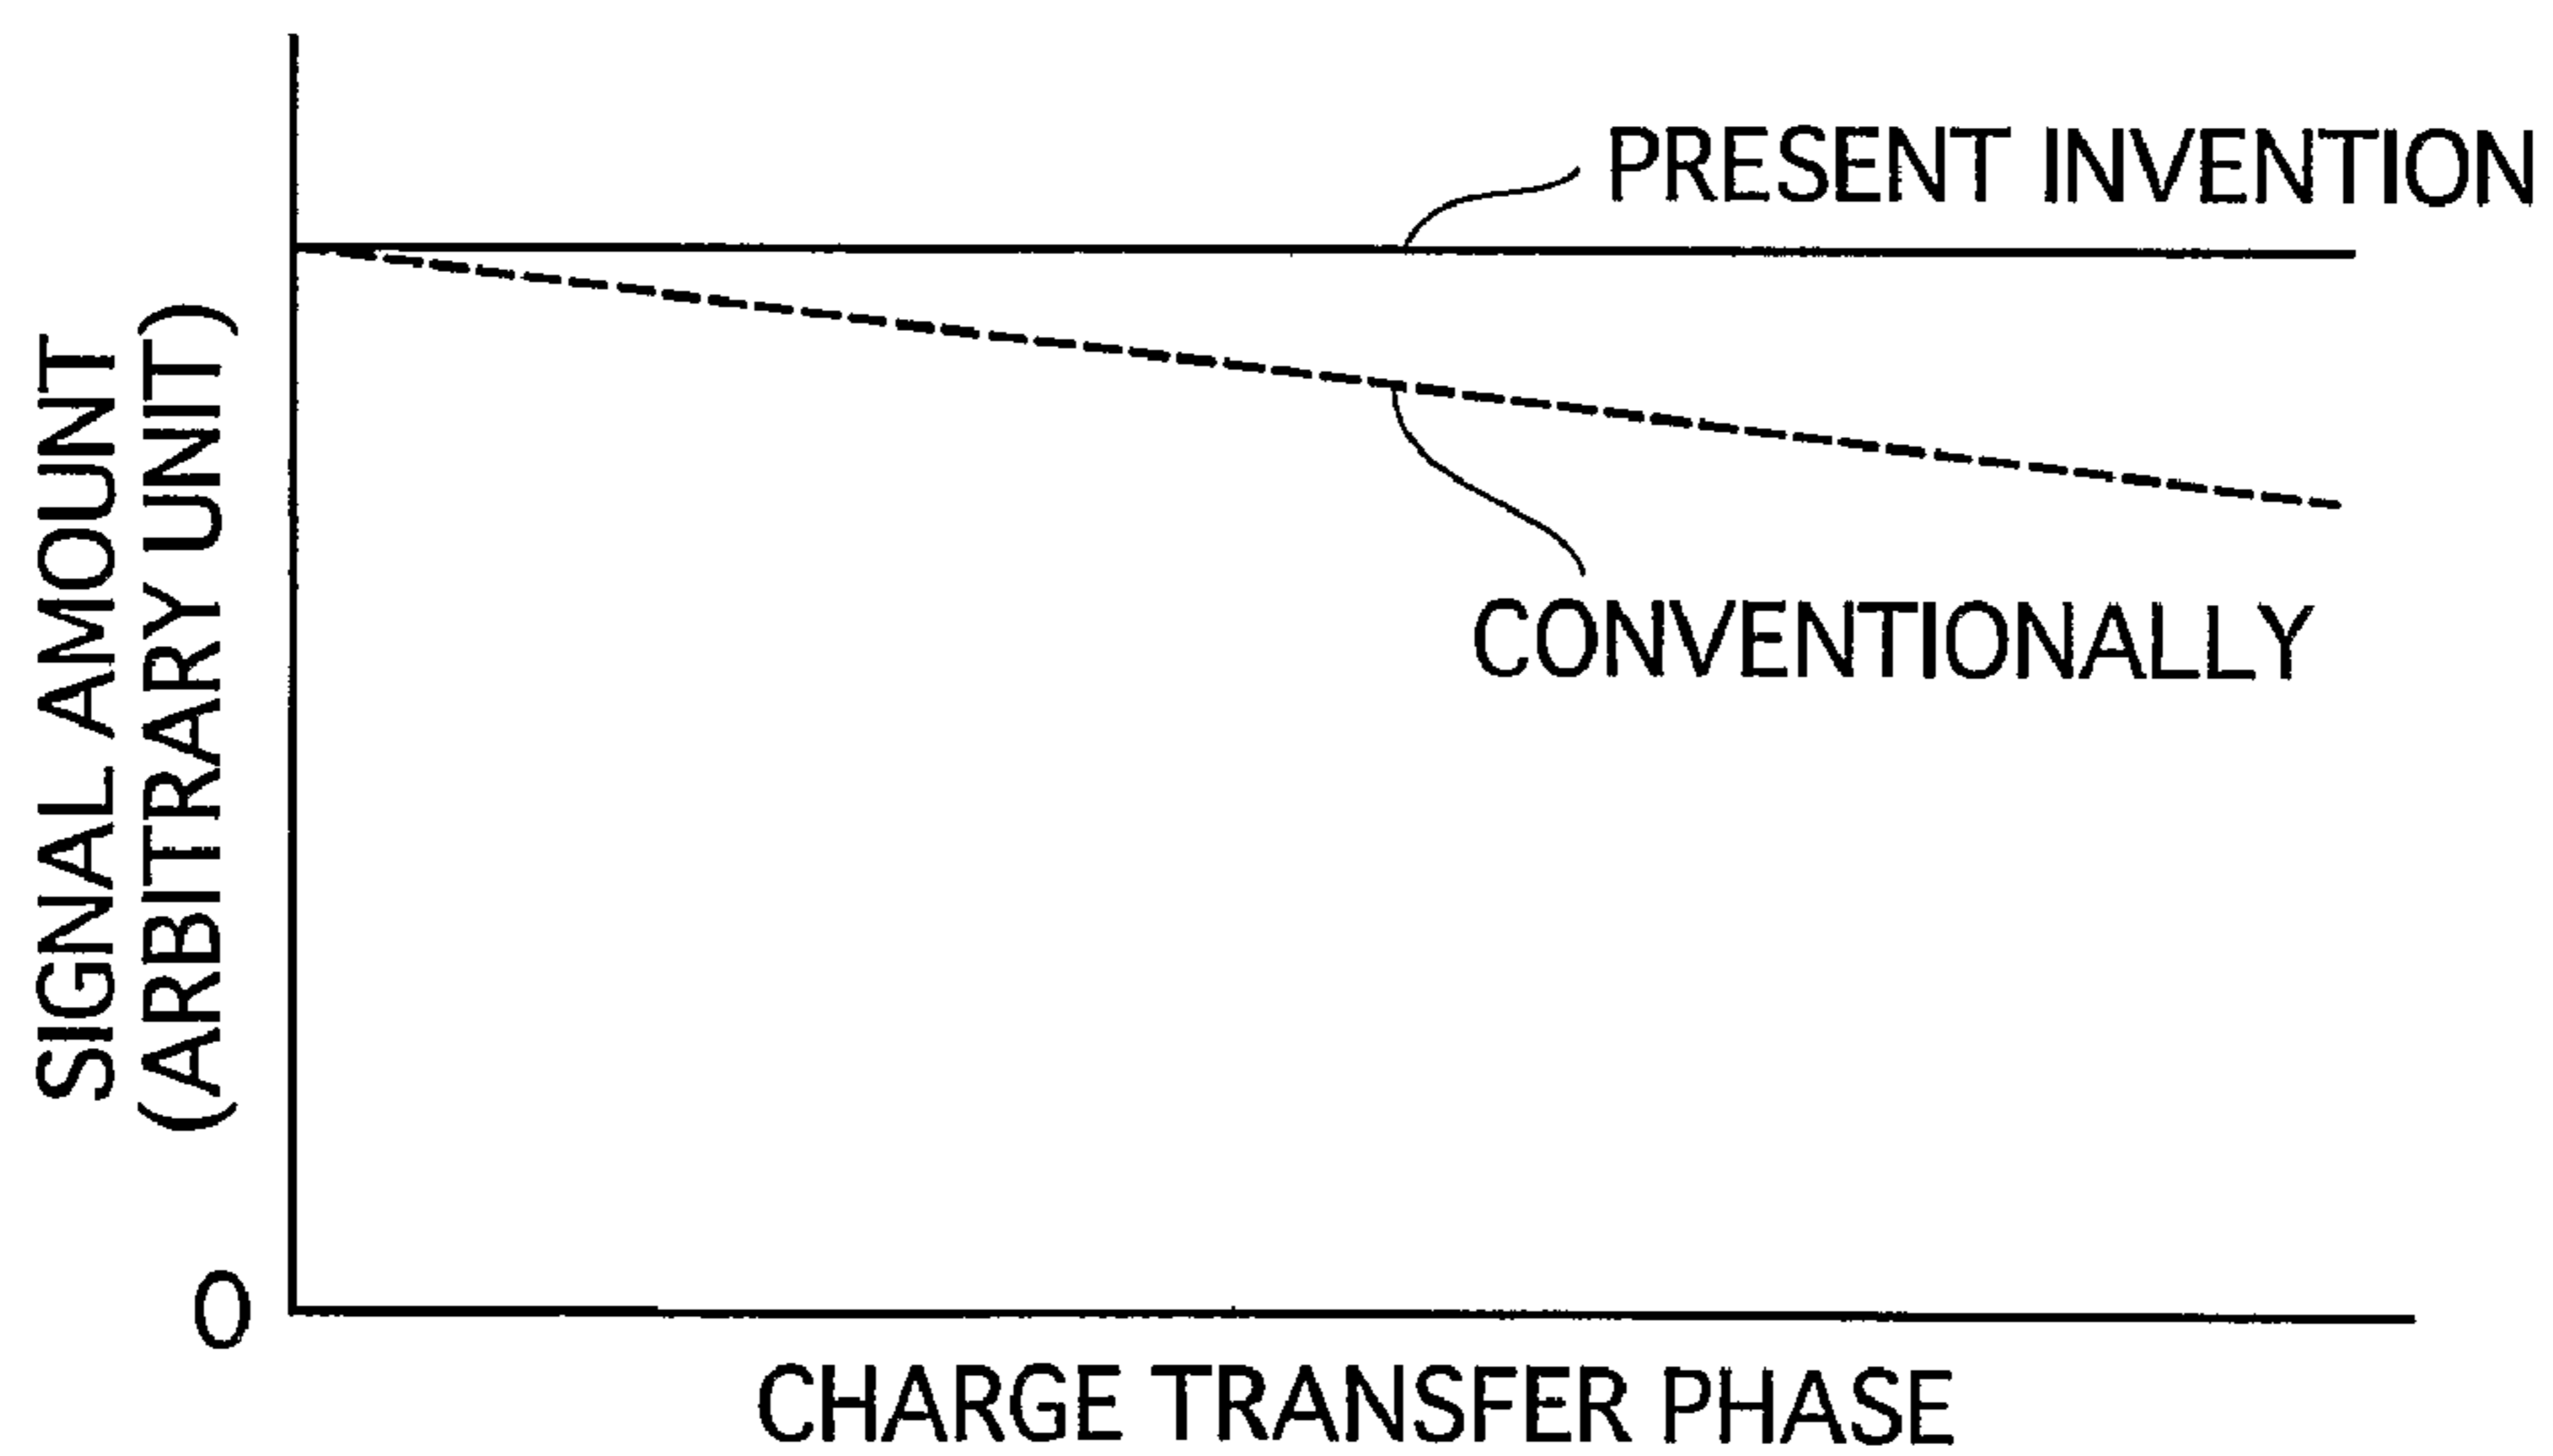 PRESENT INVENTION
CONVENTIONALLY
SIGNAL AMOUNT
(ARBITRARY UNIT)
0
CHARGE TRANSFER PHASE